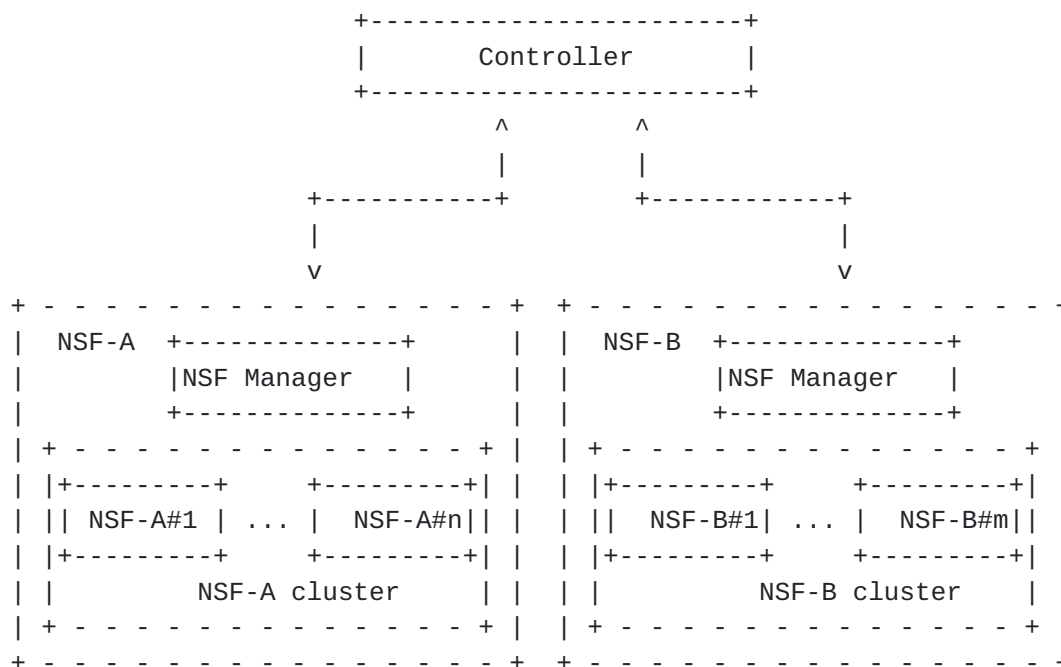 Controller
NSF-A NSF-B
NSF Manager NSF Manager
NSF-A#1 ... NSF-A#n NSF-B#1 ... NSF-B#m
NSF-A cluster NSF-B cluster